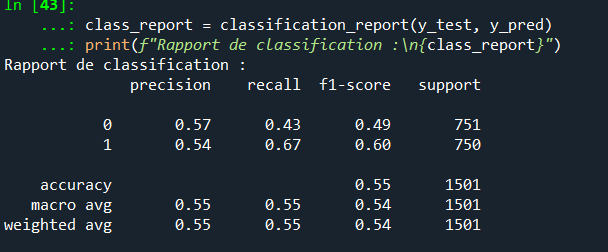 In [43]:
...: class_report = classification_report(y_test, y_pred)
...: print(f"Rapport de classification :\n{class_report}")
Rapport de classification :
precision recall f1-score support
0 0.57 0.43 0.49 751
1 0.54 0.67 0.60 750
accuracy 0.55 1501
macro avg 0.55 0.55 0.54 1501
weighted avg 0.55 0.55 0.54 1501